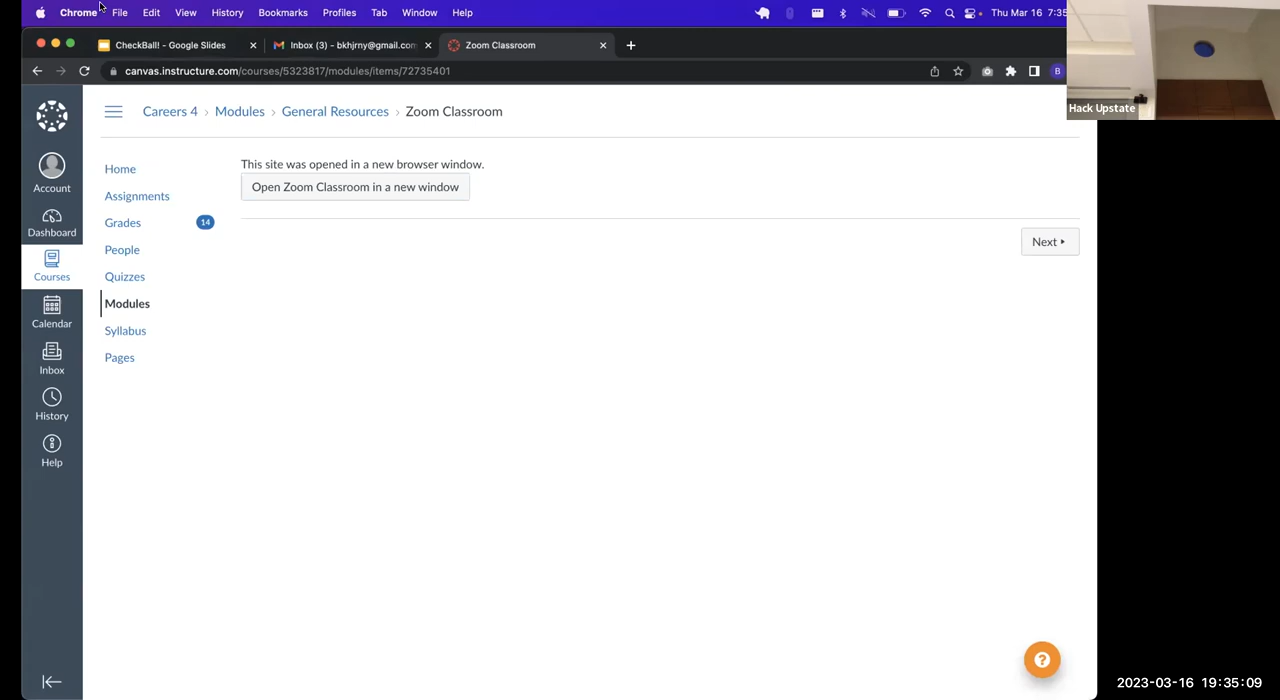 Chrome File Edit View History Bookmarks Profiles Tab Window Help Thu Mar 16 7:35
CheckBall! - Google Slides Inbox (3) - bkhjrny@gmail.com Zoom Classroom
canvas.instructure.com/courses/5323817/modules/items/72735401 B
Hack Upstate
Careers 4 › Modules › General Resources › Zoom Classroom
Account
Dashboard
Courses
Calendar
Inbox
History
Help
Home
Assignments
Grades 14
People
Quizzes
Modules
Syllabus
Pages
This site was opened in a new browser window.
Open Zoom Classroom in a new window
Next
2023-03-16 19:35:09